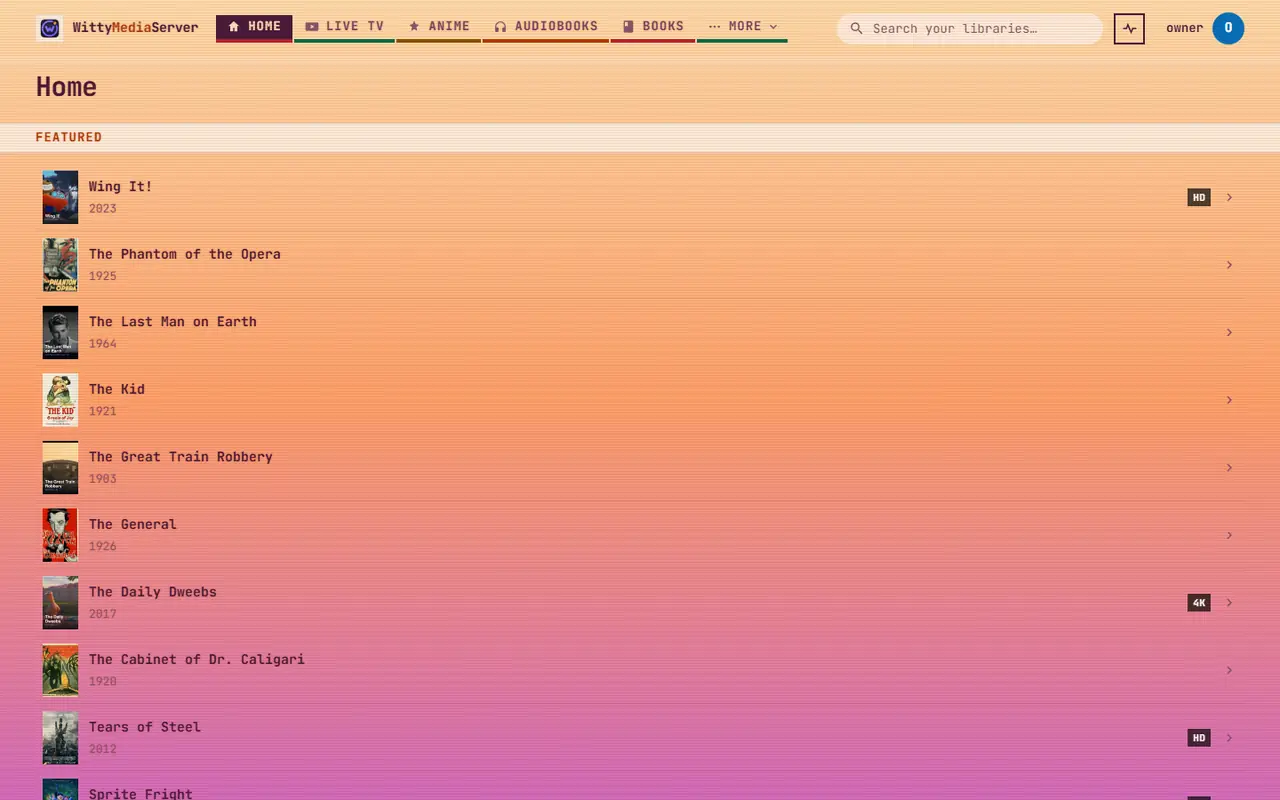 WittyMediaServer
HOME
LIVE TV
ANIME
AUDIOBOOKS
BOOKS
MORE
Search your libraries…
owner
O
Home
FEATURED
Wing It!
2023
HD
The Phantom of the Opera
1925
The Last Man on Earth
1964
The Kid
1921
"THE KID"
The Great Train Robbery
1903
The General
1926
The Daily Dweebs
2017
4K
The Cabinet of Dr. Caligari
1920
Tears of Steel
2012
HD
Sprite Fright